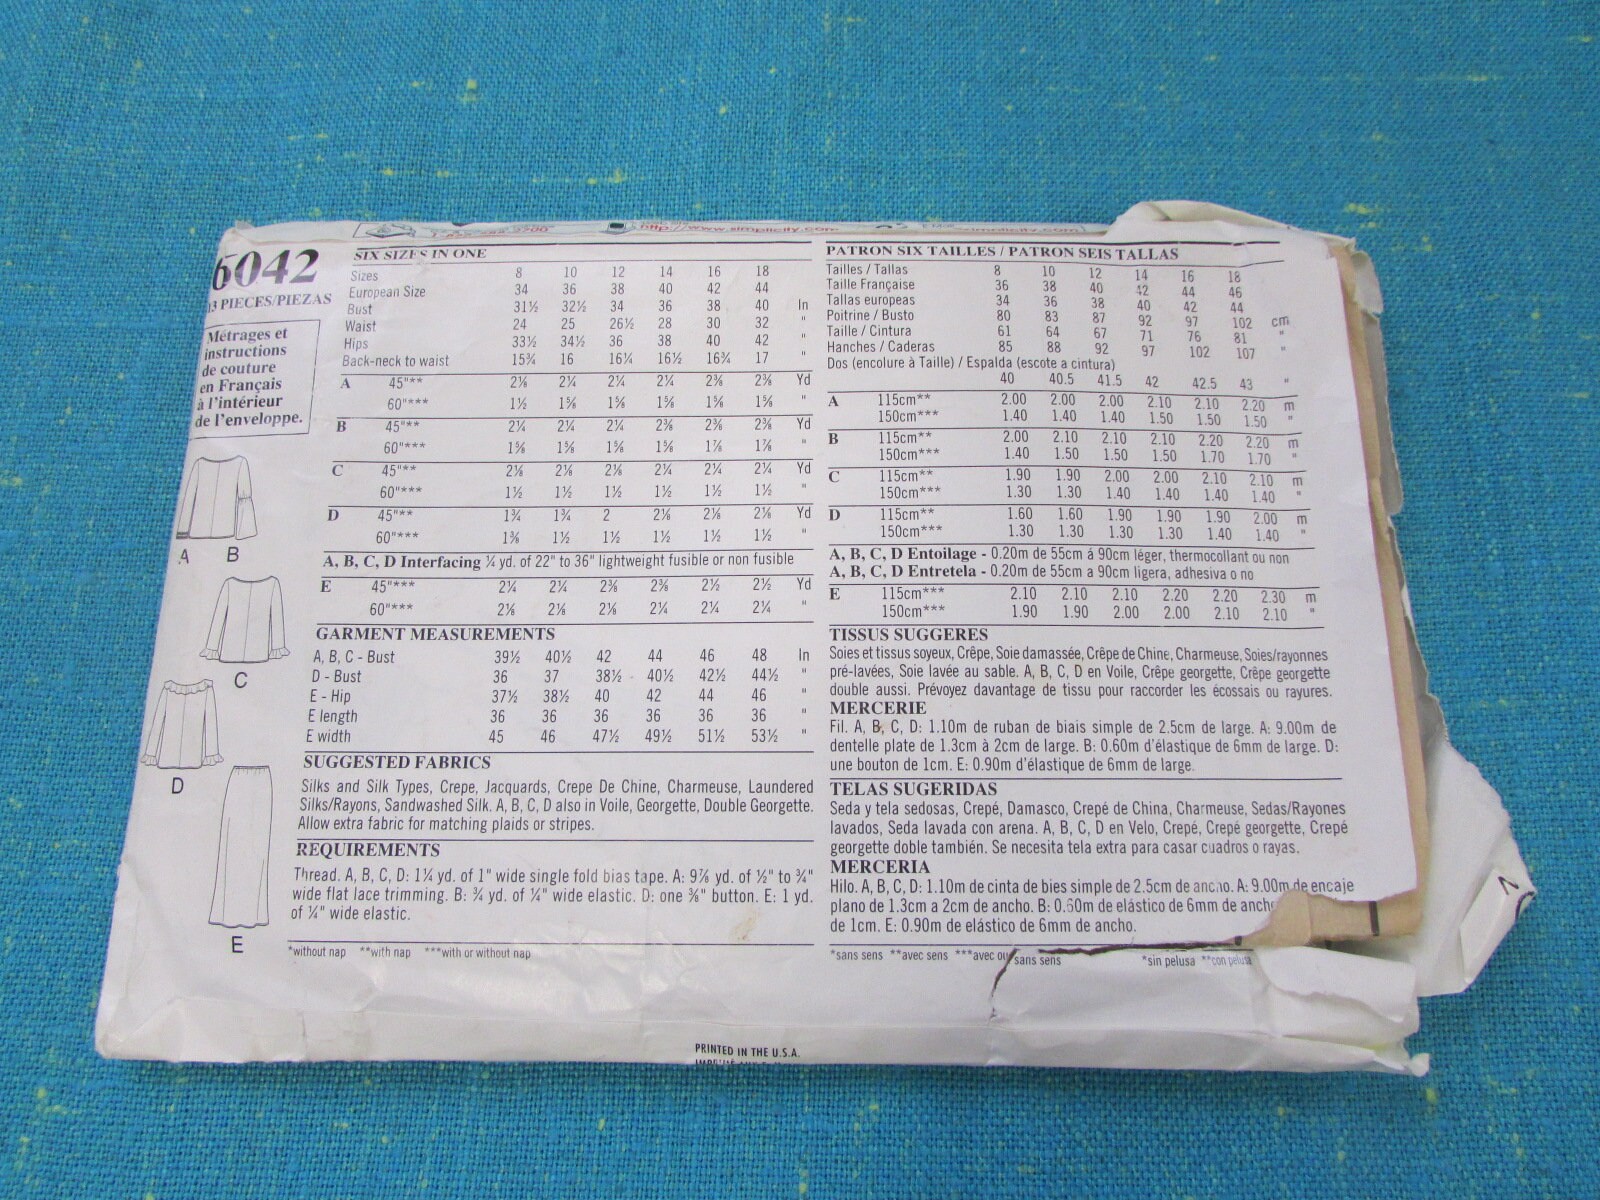 http://www.simplicity.com
6042
13 PIECES/PIEZAS
Métrages et
instructions
de couture
en Français
à l'intérieur
de l'enveloppe.
A B
C
D
E
SIX SIZES IN ONE
Sizes 8 10 12 14 16 18
European Size 34 36 38 40 42 44
Bust 31½ 32½ 34 36 38 40 In
Waist 24 25 26½ 28 30 32 "
Hips 33½ 34½ 36 38 40 42 "
Back-neck to waist 15¾ 16 16¼ 16½ 16¾ 17 "
A 45"** 2⅛ 2¼ 2¼ 2¼ 2⅜ 2⅜ Yd
60"*** 1½ 1⅝ 1⅝ 1⅝ 1⅝ 1⅝ "
B 45"** 2¼ 2¼ 2¼ 2⅜ 2⅜ 2⅜ Yd
60"*** 1⅝ 1⅝ 1⅝ 1⅝ 1⅞ 1⅞ "
C 45"** 2⅛ 2⅛ 2⅛ 2¼ 2¼ 2¼ Yd
60"*** 1½ 1½ 1½ 1½ 1½ 1½ "
D 45"** 1¾ 1¾ 2 2⅛ 2⅛ 2⅛ Yd
60"*** 1⅜ 1½ 1½ 1½ 1½ 1½ "
A, B, C, D Interfacing ¼ yd. of 22" to 36" lightweight fusible or non fusible
E 45"*** 2¼ 2¼ 2⅜ 2⅜ 2½ 2½ Yd
60"*** 2⅛ 2⅛ 2⅛ 2¼ 2¼ 2¼ "
GARMENT MEASUREMENTS
A, B, C - Bust 39½ 40½ 42 44 46 48 In
D - Bust 36 37 38½ 40½ 42½ 44½ "
E - Hip 37½ 38½ 40 42 44 46 "
E length 36 36 36 36 36 36 "
E width 45 46 47½ 49½ 51½ 53½ "
SUGGESTED FABRICS
Silks and Silk Types, Crepe, Jacquards, Crepe De Chine, Charmeuse, Laundered
Silks/Rayons, Sandwashed Silk. A, B, C, D also in Voile, Georgette, Double Georgette.
Allow extra fabric for matching plaids or stripes.
REQUIREMENTS
Thread. A, B, C, D: 1¼ yd. of 1" wide single fold bias tape. A: 9⅞ yd. of ½" to ¾"
wide flat lace trimming. B: ¾ yd. of ¼" wide elastic. D: one ⅜" button. E: 1 yd.
of ¼" wide elastic.
*without nap **with nap ***with or without nap
PATRON SIX TAILLES / PATRON SEIS TALLAS
Tailles / Tallas 8 10 12 14 16 18
Taille Française 36 38 40 42 44 46
Tallas europeas 34 36 38 40 42 44
Poitrine / Busto 80 83 87 92 97 102 cm
Taille / Cintura 61 64 67 71 76 81 "
Hanches / Caderas 85 88 92 97 102 107 "
Dos (encolure à Taille) / Espalda (escote a cintura)
40 40.5 41.5 42 42.5 43 "
A 115cm** 2.00 2.00 2.00 2.10 2.10 2.20 m
150cm*** 1.40 1.40 1.40 1.50 1.50 1.50 "
B 115cm** 2.00 2.10 2.10 2.10 2.20 2.20 m
150cm*** 1.40 1.50 1.50 1.50 1.70 1.70 "
C 115cm** 1.90 1.90 2.00 2.00 2.10 2.10 m
150cm*** 1.30 1.30 1.40 1.40 1.40 1.40 "
D 115cm** 1.60 1.60 1.90 1.90 1.90 2.00 m
150cm*** 1.30 1.30 1.30 1.30 1.40 1.40 "
A, B, C, D Entoilage - 0.20m de 55cm à 90cm léger, thermocollant ou non
A, B, C, D Entretela - 0.20m de 55cm a 90cm ligera, adhesiva o no
E 115cm*** 2.10 2.10 2.10 2.20 2.20 2.30 m
150cm*** 1.90 1.90 2.00 2.00 2.10 2.10 "
TISSUS SUGGERES
Soies et tissus soyeux, Crêpe, Soie damassée, Crêpe de Chine, Charmeuse, Soies/rayonnes
pré-lavées, Soie lavée au sable. A, B, C, D en Voile, Crêpe georgette, Crêpe georgette
double aussi. Prévoyez davantage de tissu pour raccorder les écossais ou rayures.
MERCERIE
Fil. A, B, C, D: 1.10m de ruban de biais simple de 2.5cm de large. A: 9.00m de
dentelle plate de 1.3cm à 2cm de large. B: 0.60m d'élastique de 6mm de large. D:
une bouton de 1cm. E: 0.90m d'élastique de 6mm de large.
TELAS SUGERIDAS
Seda y tela sedosas, Crepé, Damasco, Crepé de China, Charmeuse, Sedas/Rayones
lavados, Seda lavada con arena. A, B, C, D en Velo, Crepé, Crepé georgette, Crepé
georgette doble también. Se necesita tela extra para casar cuadros o rayas.
MERCERIA
Hilo. A, B, C, D: 1.10m de cinta de bies simple de 2.5cm de ancho. A: 9.00m de encaje
plano de 1.3cm a 2cm de ancho. B: 0.60m de elástico de 6mm de anch
de 1cm. E: 0.90m de elástico de 6mm de ancho.
*sans sens **avec sens ***avec ou sans sens *sin pelusa **con pelusa
PRINTED IN THE U.S.A.